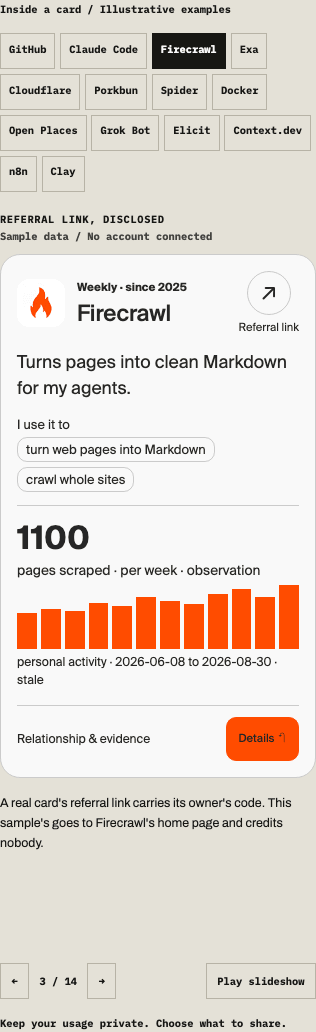 Inside a card / Illustrative examples
GitHub Claude Code Firecrawl Exa
Cloudflare Porkbun Spider Docker
Open Places Grok Bot Elicit Context.dev
n8n Clay
REFERRAL LINK, DISCLOSED
Sample data / No account connected
Weekly · since 2025
Firecrawl
Referral link
Turns pages into clean Markdown
for my agents.
I use it to
turn web pages into Markdown
crawl whole sites
1100
pages scraped · per week · observation
personal activity · 2026-06-08 to 2026-08-30 ·
stale
Relationship & evidence
Details
A real card's referral link carries its owner's code. This
sample's goes to Firecrawl's home page and credits
nobody.
← 3 / 14 → Play slideshow
Keep your usage private. Choose what to share.